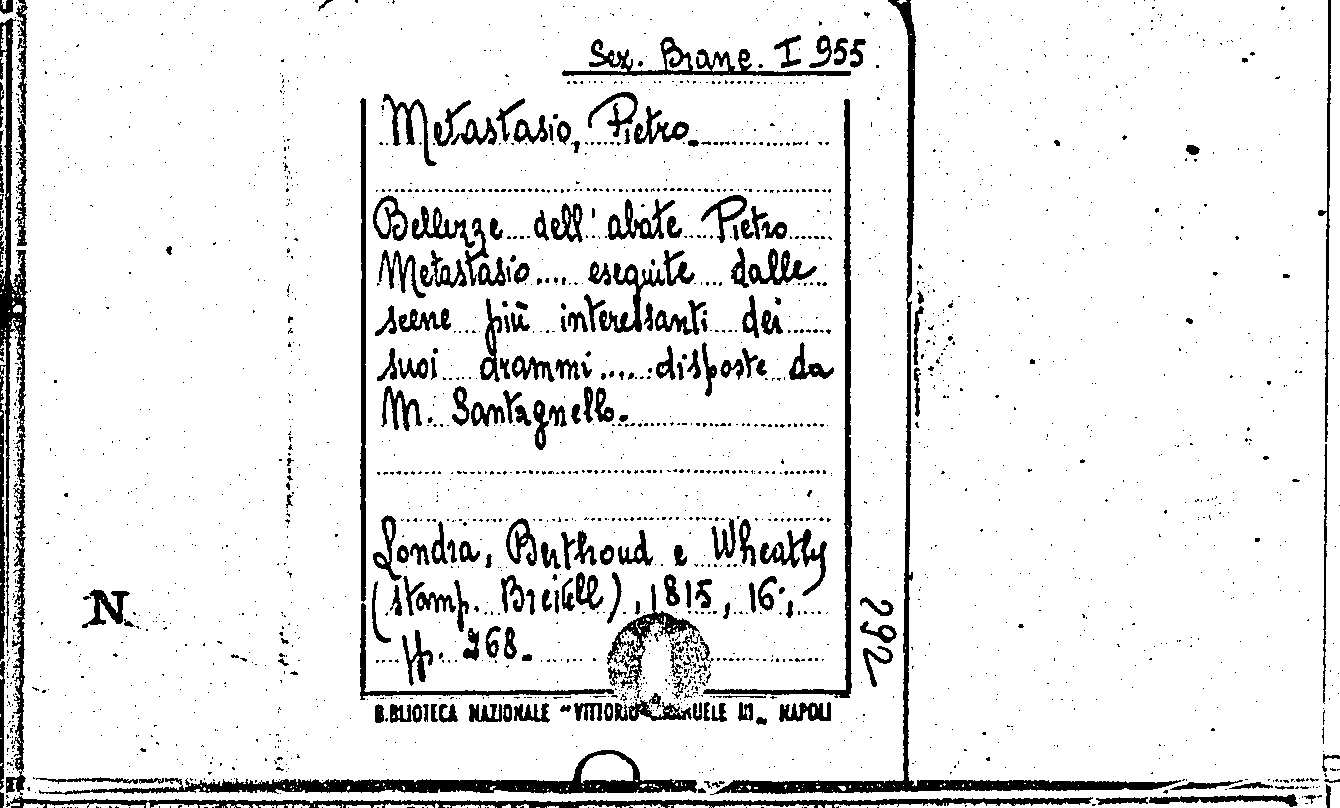 Sez. Branc. I 955
Metastasio, Pietro.
Bellezze dell'abate Pietro
Metastasio.... eseguite dalle
scene più interessanti dei
suoi drammi.... disposte da
M. Santagnello.
Londra, Berthoud e Wheatly
(stamp. Breitell), 1815, 16°,
pp. 268.
N
292
BIBLIOTECA NAZIONALE "VITTORIO EMANUELE III" NAPOLI